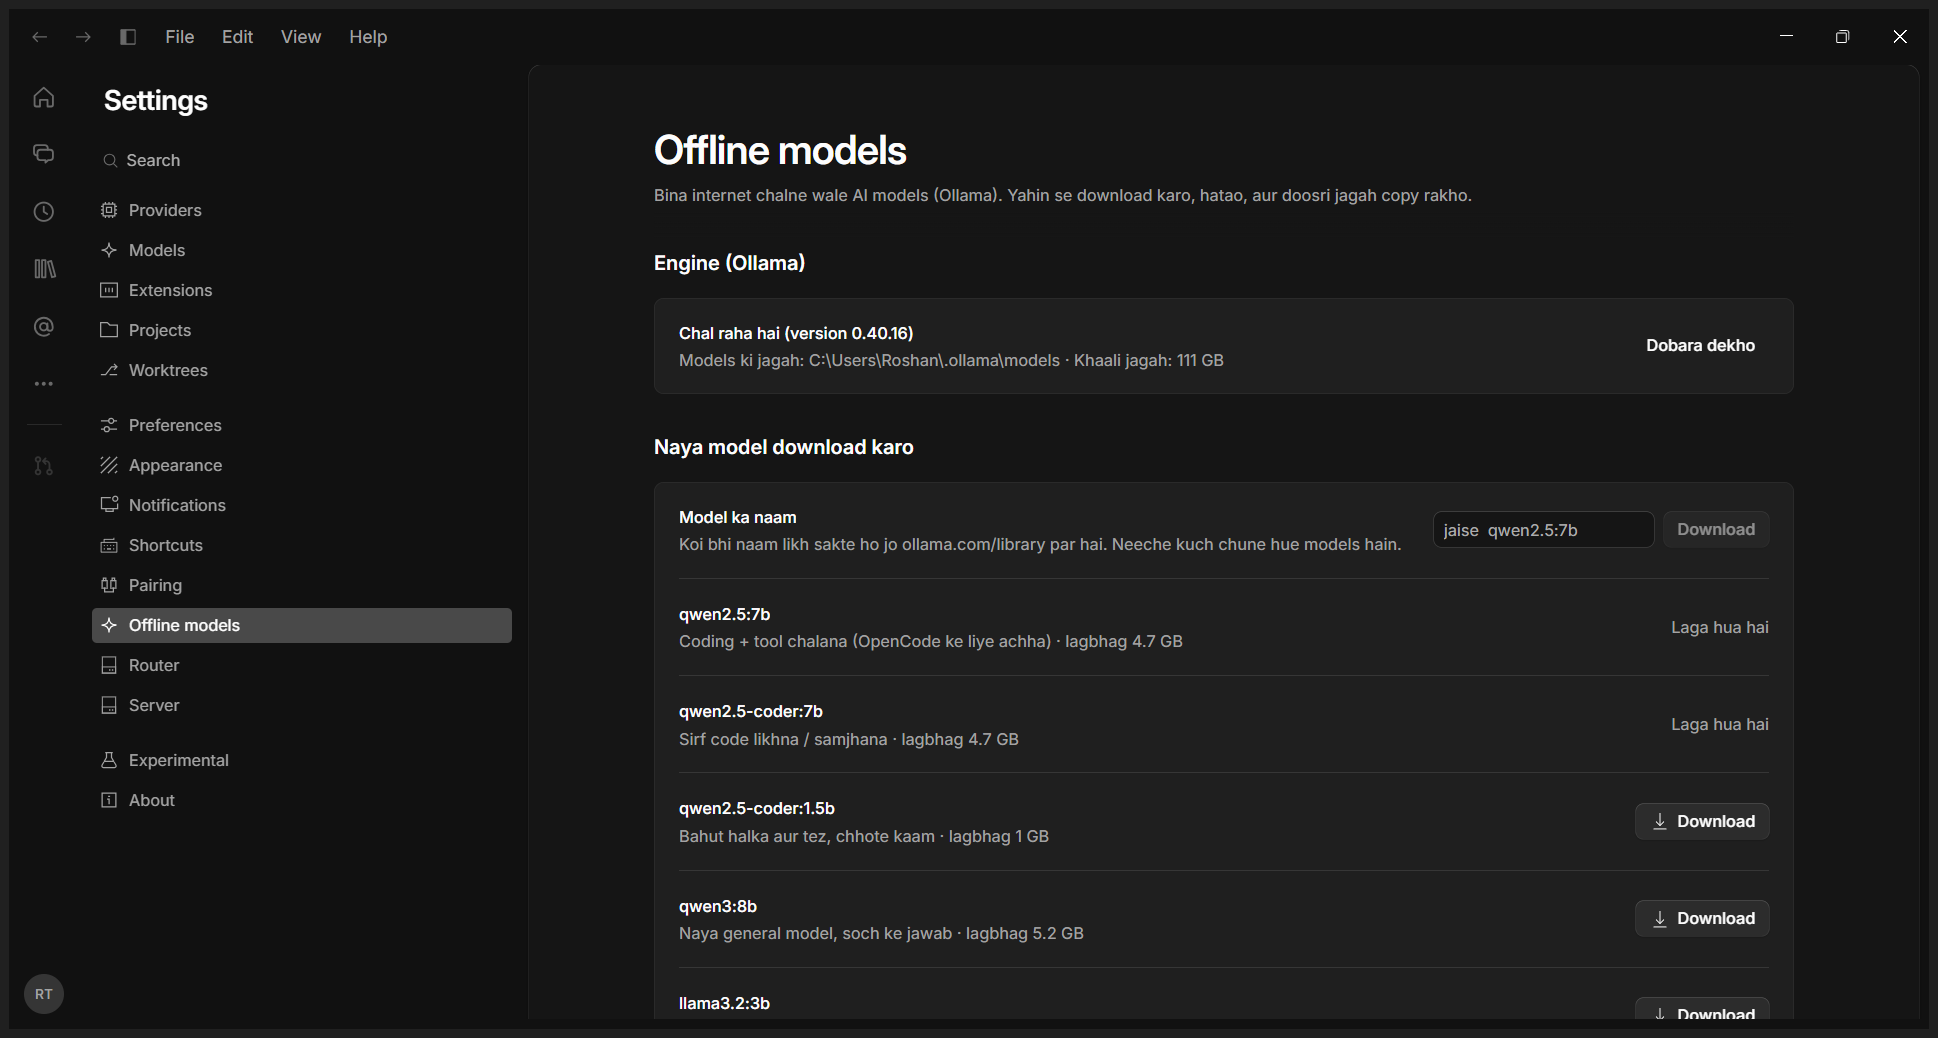 File Edit View Help
Settings
Search
Providers
Models
Extensions
Projects
Worktrees
Preferences
Appearance
Notifications
Shortcuts
Pairing
Offline models
Router
Server
Experimental
About
RT
Offline models
Bina internet chalne wale AI models (Ollama). Yahin se download karo, hatao, aur doosri jagah copy rakho.
Engine (Ollama)
Chal raha hai (version 0.40.16)
Models ki jagah: C:\Users\Roshan\.ollama\models · Khaali jagah: 111 GB
Dobara dekho
Naya model download karo
Model ka naam
Koi bhi naam likh sakte ho jo ollama.com/library par hai. Neeche kuch chune hue models hain.
jaise qwen2.5:7b
Download
qwen2.5:7b
Coding + tool chalana (OpenCode ke liye achha) · lagbhag 4.7 GB
Laga hua hai
qwen2.5-coder:7b
Sirf code likhna / samjhana · lagbhag 4.7 GB
Laga hua hai
qwen2.5-coder:1.5b
Bahut halka aur tez, chhote kaam · lagbhag 1 GB
Download
qwen3:8b
Naya general model, soch ke jawab · lagbhag 5.2 GB
Download
llama3.2:3b
Download